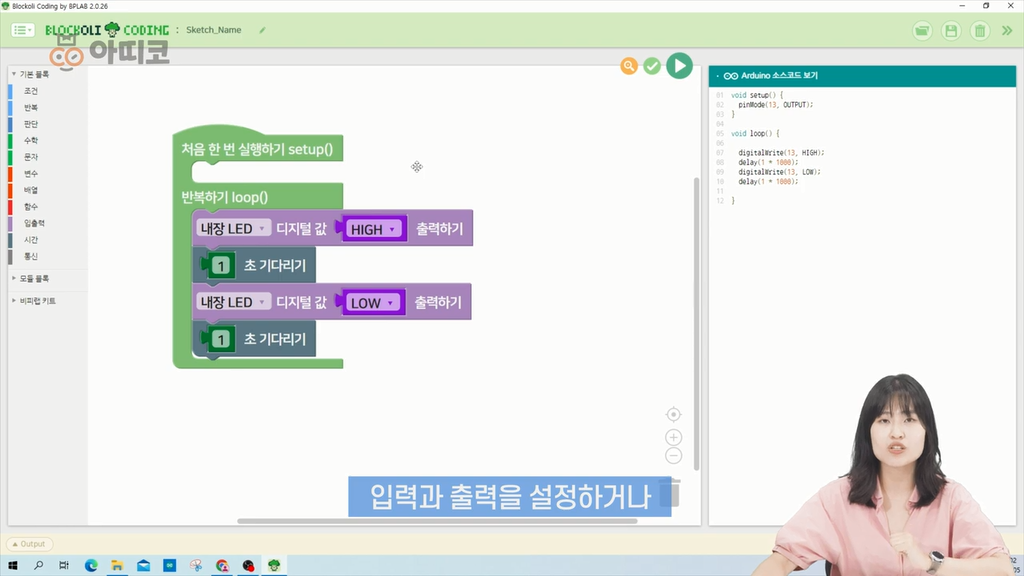 Blockoli Coding by BPLAB 2.0.26
BLOCKOLI CODING : Sketch_Name
아띠코
기본 블록
조건
반복
판단
수학
문자
변수
배열
함수
입출력
시간
통신
모듈 블록
비피랩 키트
처음 한 번 실행하기 setup()
반복하기 loop()
내장 LED 디지털 값 HIGH 출력하기
1 초 기다리기
내장 LED 디지털 값 LOW 출력하기
1 초 기다리기
Arduino 소스코드 보기
01 void setup() {
02 pinMode(13, OUTPUT);
03 }
04
05 void loop() {
06
07 digitalWrite(13, HIGH);
08 delay(1 * 1000);
09 digitalWrite(13, LOW);
10 delay(1 * 1000);
11
12 }
입력과 출력을 설정하거나
Output